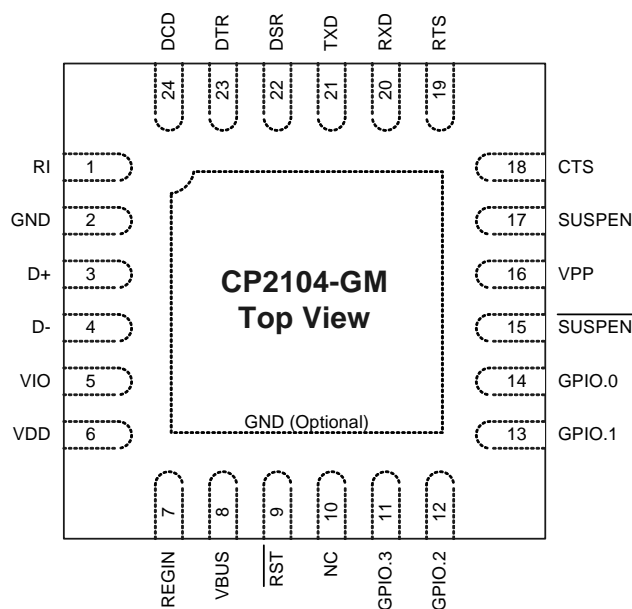 DCD DTR DSR TXD RXD RTS
24 23 22 21 20 19
RI 1 18 CTS
GND 2 17 SUSPEN
D+ 3 16 VPP
D- 4 15 SUSPEN
VIO 5 14 GPIO.0
VDD 6 13 GPIO.1
CP2104-GM
Top View
GND (Optional)
7 8 9 10 11 12
REGIN VBUS RST NC GPIO.3 GPIO.2